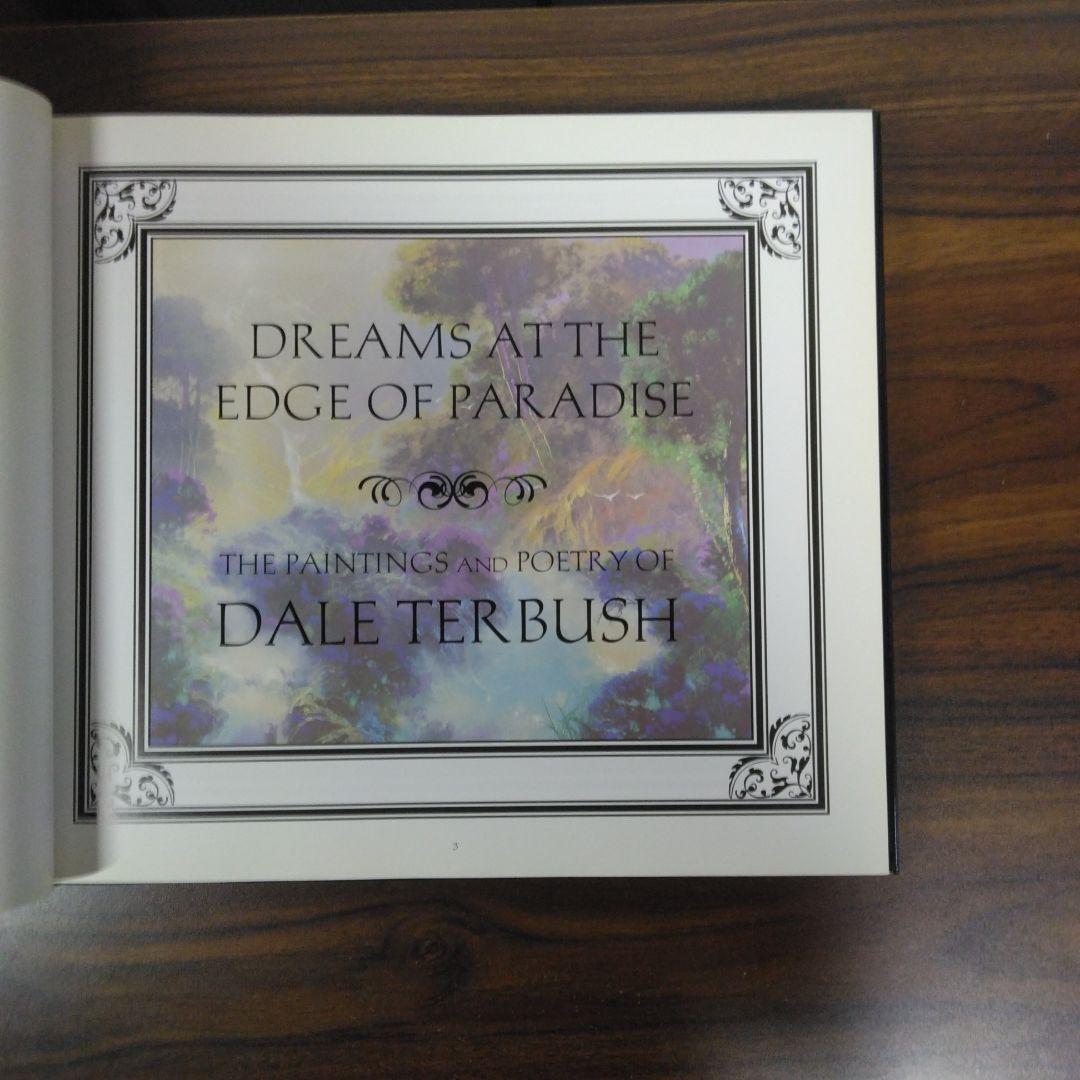 DREAMS AT THE
EDGE OF PARADISE
THE PAINTINGS AND POETRY OF
DALE TERBUSH
3